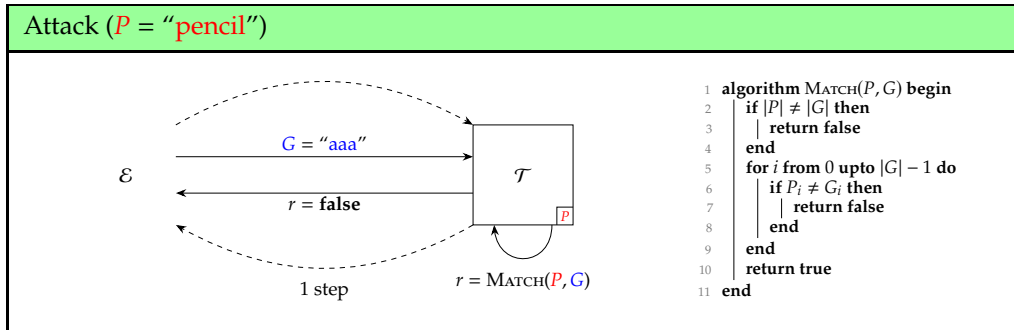 Attack (P = “pencil”)
G = “aaa”
ℰ
𝒯
r = false
P
1 step
r = Match(P, G)
1 algorithm Match(P, G) begin
2 if |P| ≠ |G| then
3 return false
4 end
5 for i from 0 upto |G| − 1 do
6 if P_i ≠ G_i then
7 return false
8 end
9 end
10 return true
11 end